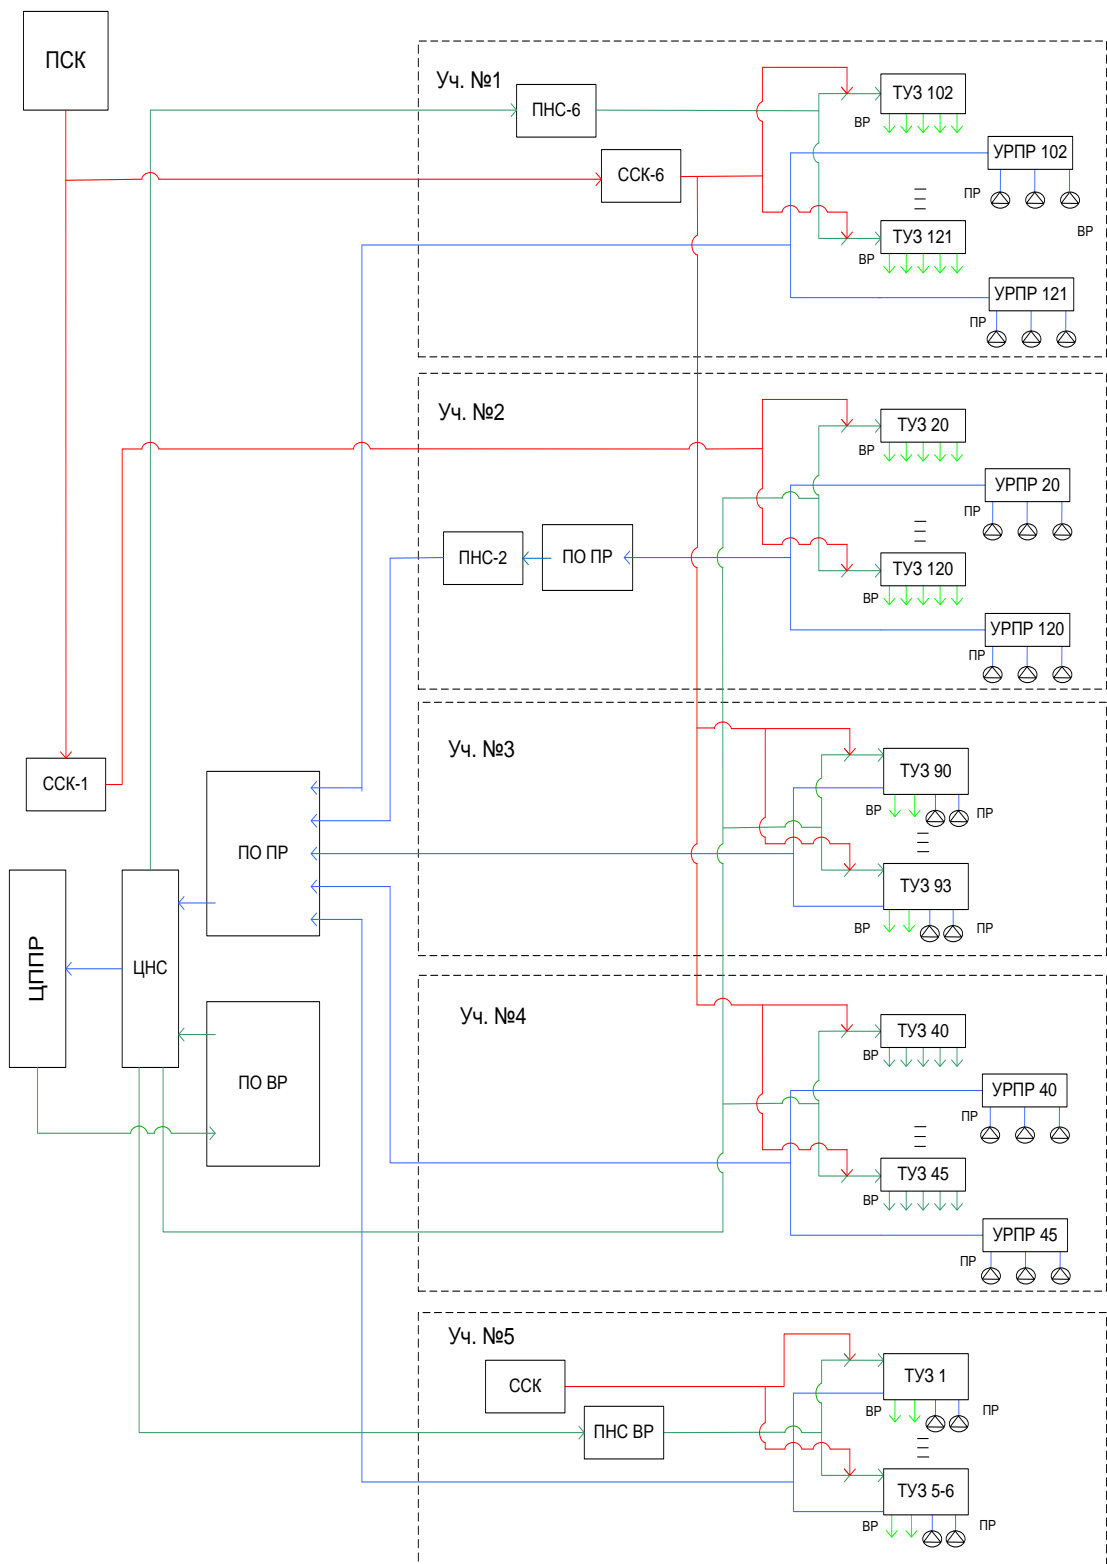 ПСК
Уч. №1
ПНС-6
ТУЗ 102
ВР
ССК-6
УРПР 102
ПР
ВР
ТУЗ 121
ВР
УРПР 121
ПР
Уч. №2
ТУЗ 20
ВР
УРПР 20
ПР
ПНС-2
ПО ПР
ТУЗ 120
ВР
УРПР 120
ПР
Уч. №3
ССК-1
ТУЗ 90
ВР
ПР
ПО ПР
ТУЗ 93
ВР
ПР
ЦППР
ЦНС
Уч. №4
ТУЗ 40
ВР
ПО ВР
УРПР 40
ПР
ТУЗ 45
ВР
УРПР 45
ПР
Уч. №5
ССК
ТУЗ 1
ВР
ПР
ПНС ВР
ТУЗ 5-6
ВР
ПР